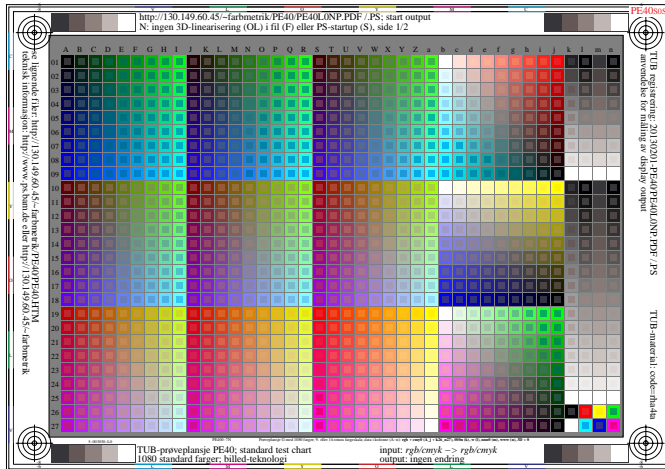 http://130.149.60.45/~farbmetrik/PE40/PE40L0NP.PDF /.PS; start output
N: ingen 3D-linearisering (OL) i fil (F) eller PS-startup (S), side 1/2
PE40sos
A B C D E F G H I J K L M N O P Q R S T U V W X Y Z a b c d e f g h i j k l m n
01
02
03
04
05
06
07
08
09
10
11
12
13
14
15
16
17
18
19
20
21
22
23
24
25
26
27
se lignende filer: http://130.149.60.45/~farbmetrik/PE40/PE40.HTM
teknisk informasjon: http://www.ps.bam.de eller http://130.149.60.45/~farbmetrik
TUB registrering: 20130201-PE40/PE40L0NP.PDF /.PS
anvendelse for måling av display output
TUB-material: code=rha4ta
TUB-prøveplansje PE40; standard test chart
1080 standard farger; billed-teknologi
input: rgb/cmyk -> rgb/cmyk
output: ingen endring